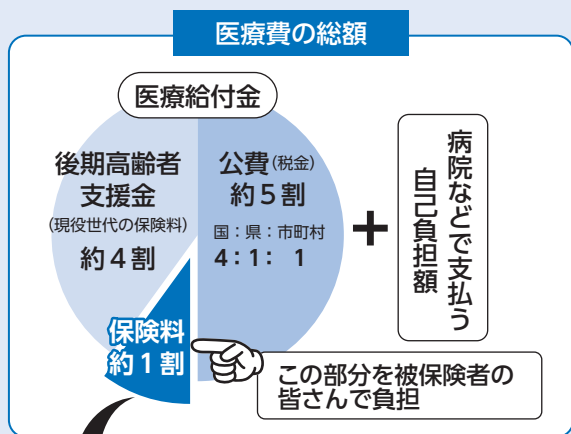 医療費の総額
医療給付金
後期高齢者
支援金
(現役世代の保険料)
約4割
公費(税金)
約5割
国：県：市町村
4：1： 1
保険料
約1割
+
病院などで支払う
自己負担額
この部分を被保険者の
皆さんで負担